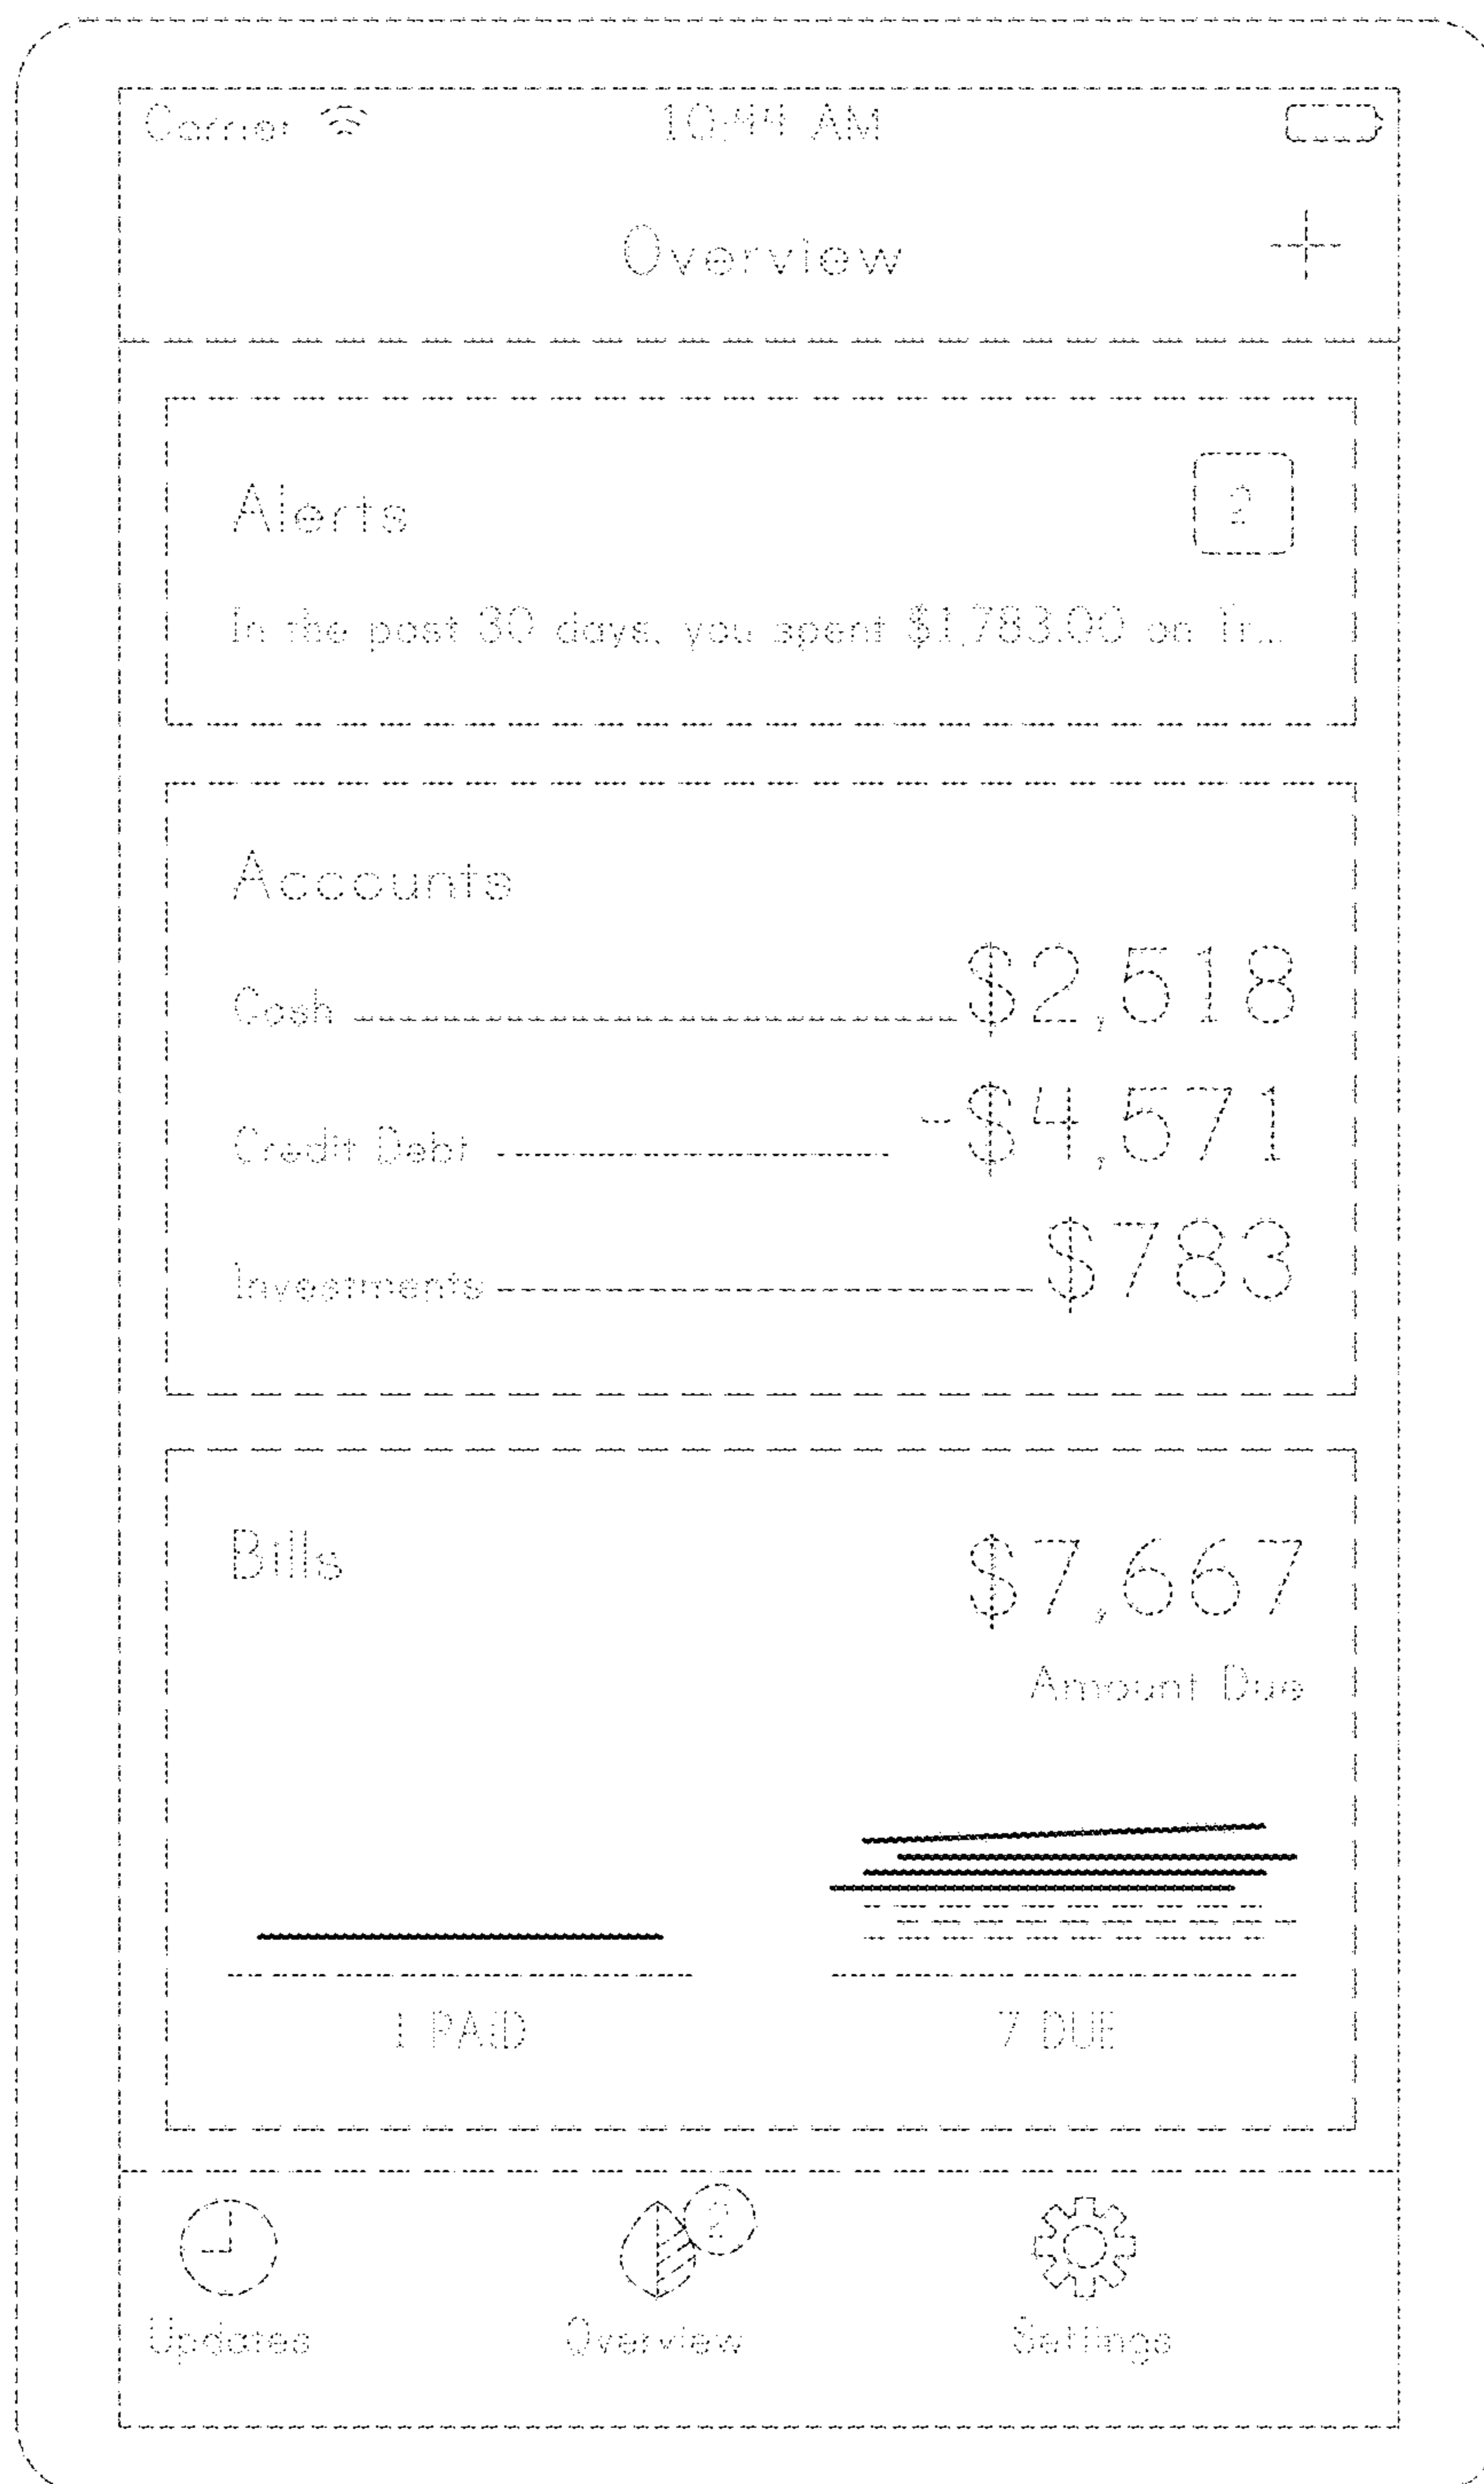 Carrier 10:44 AM
Overview +
Alerts 2
In the past 30 days, you spent $1,783.00 on Tr...
Accounts
Cash $2,518
Credit Debt -$4,571
Investments $783
Bills $7,667
Amount Due
1 PAID 7 DUE
2
Updates Overview Settings